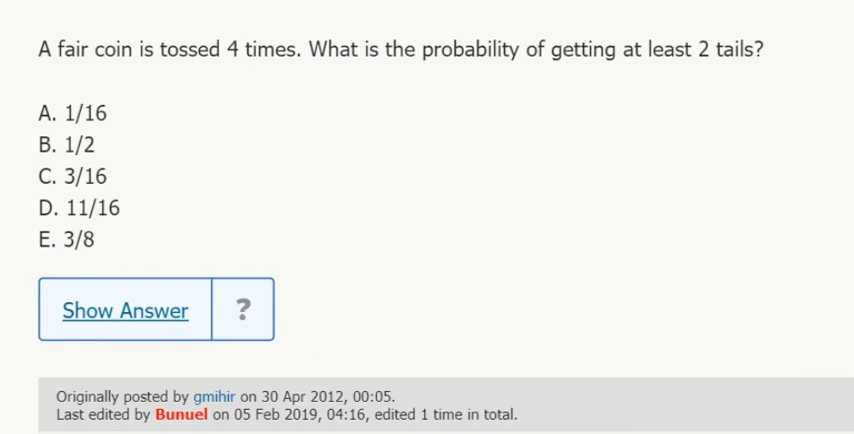 A fair coin is tossed 4 times. What is the probability of getting at least 2 tails?
A. 1/16
B. 1/2
C. 3/16
D. 11/16
E. 3/8
Show Answer ?
Originally posted by gmihir on 30 Apr 2012, 00:05.
Last edited by Bunuel on 05 Feb 2019, 04:16, edited 1 time in total.